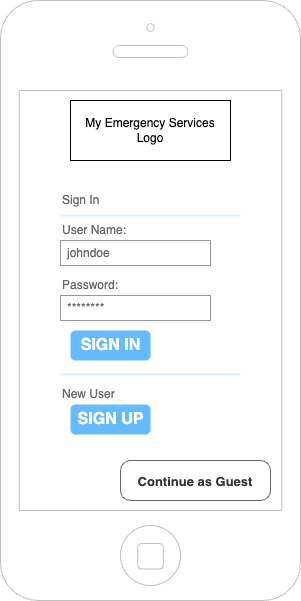 My Emergency Services
Logo
Sign In
User Name:
johndoe
Password:
********
SIGN IN
New User
SIGN UP
Continue as Guest